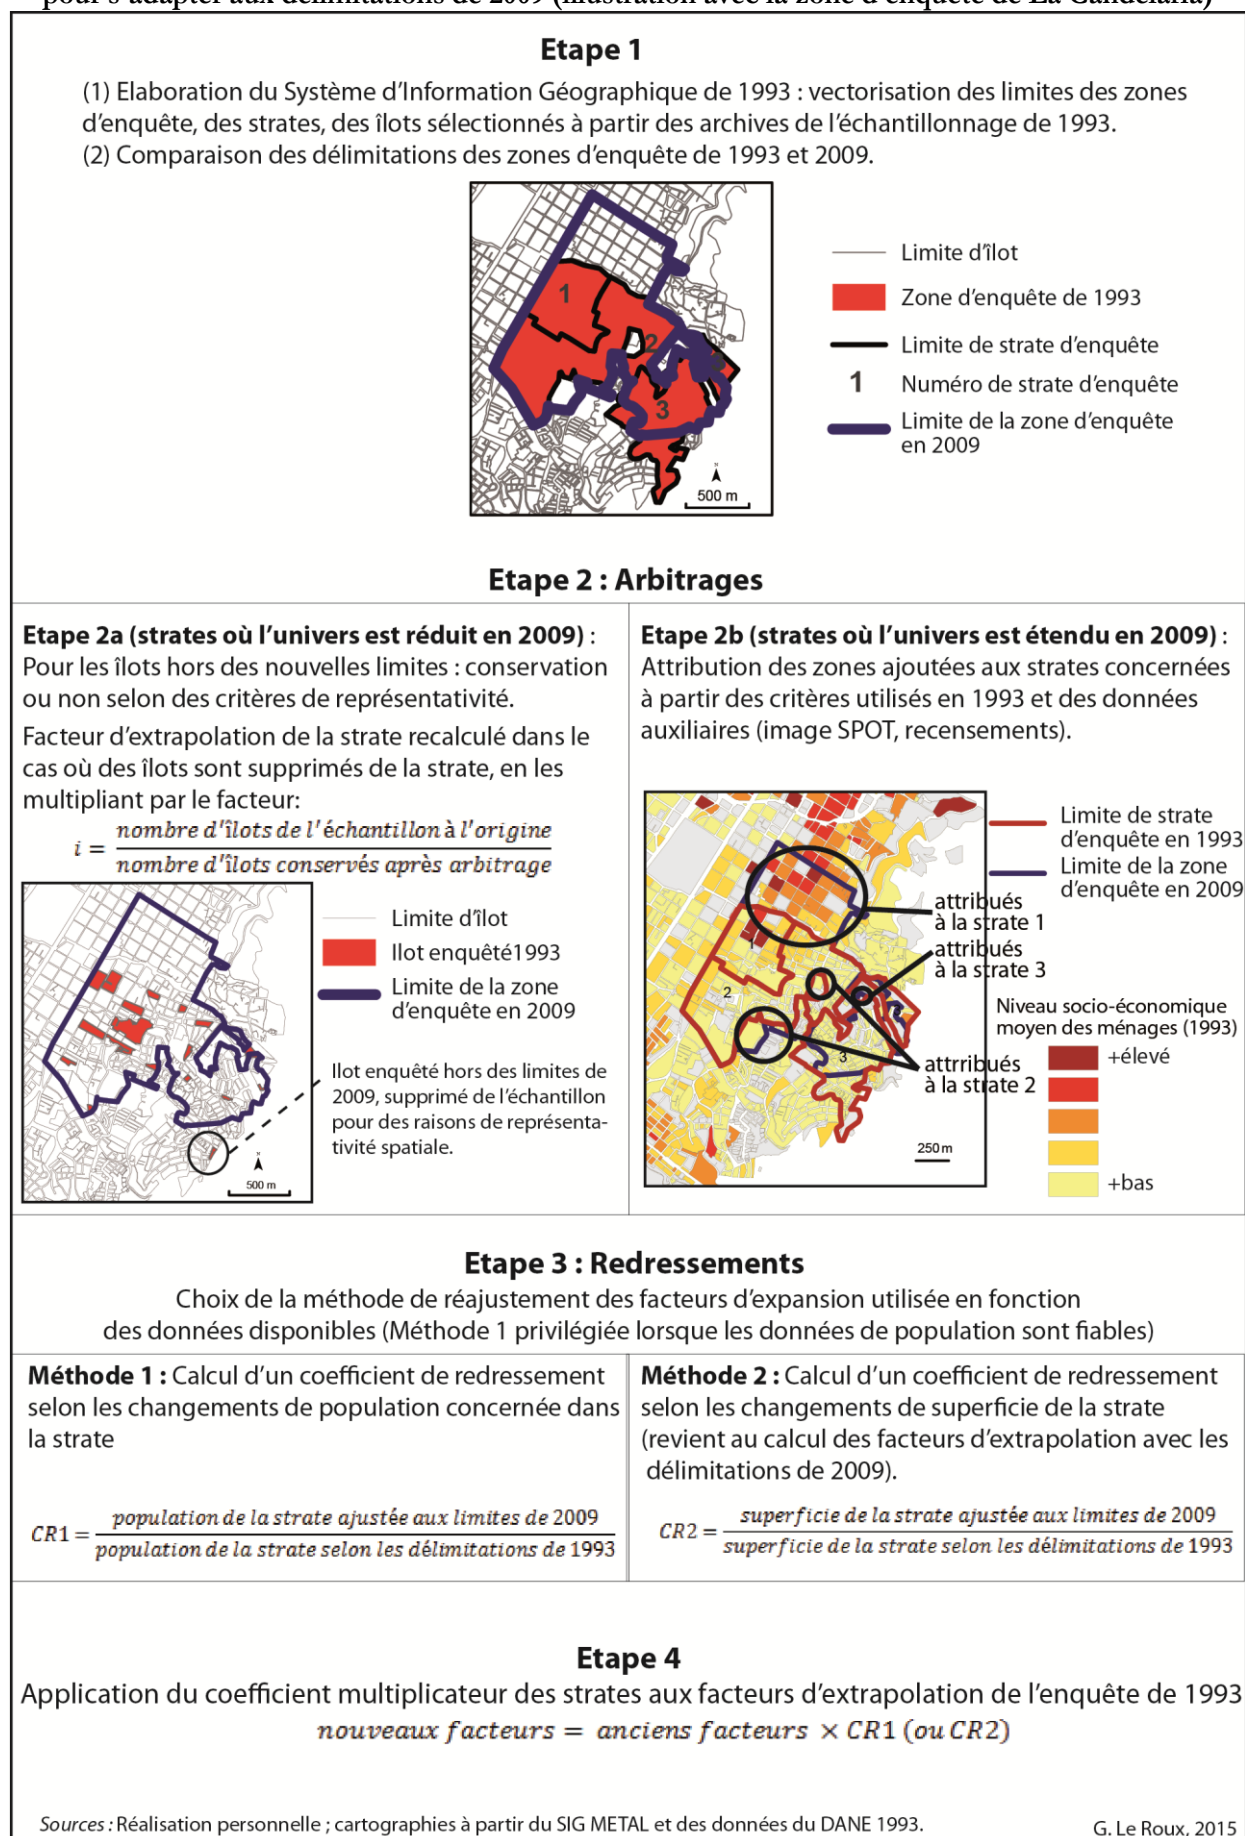 pour s'adapter aux délimitations de 2009 (illustration avec la zone d'enquête de La Candelaria)
Etape 1
(1) Elaboration du Système d'Information Géographique de 1993 : vectorisation des limites des zones
d'enquête, des strates, des îlots sélectionnés à partir des archives de l'échantillonnage de 1993.
(2) Comparaison des délimitations des zones d'enquête de 1993 et 2009.
1
2
3
N
500 m
Limite d'îlot
Zone d'enquête de 1993
Limite de strate d'enquête
1 Numéro de strate d'enquête
Limite de la zone d'enquête
en 2009
Etape 2 : Arbitrages
Etape 2a (strates où l'univers est réduit en 2009) :
Pour les îlots hors des nouvelles limites : conservation
ou non selon des critères de représentativité.
Facteur d'extrapolation de la strate recalculé dans le
cas où des îlots sont supprimés de la strate, en les
multipliant par le facteur:
i = nombre d'îlots de l'échantillon à l'origine
nombre d'îlots conservés après arbitrage
Limite d'îlot
Ilot enquêté1993
Limite de la zone
d'enquête en 2009
Ilot enquêté hors des limites de
2009, supprimé de l'échantillon
pour des raisons de représenta-
tivité spatiale.
N
500 m
Etape 2b (strates où l'univers est étendu en 2009) :
Attribution des zones ajoutées aux strates concernées
à partir des critères utilisés en 1993 et des données
auxiliaires (image SPOT, recensements).
1
2
3
250 m
Limite de strate
d'enquête en 1993
Limite de la zone
d'enquête en 2009
attribués
à la strate 1
attribués
à la strate 3
attrribués
à la strate 2
Niveau socio-économique
moyen des ménages (1993)
+élevé
+bas
Etape 3 : Redressements
Choix de la méthode de réajustement des facteurs d'expansion utilisée en fonction
des données disponibles (Méthode 1 privilégiée lorsque les données de population sont fiables)
Méthode 1 : Calcul d'un coefficient de redressement
selon les changements de population concernée dans
la strate
CR1 = population de la strate ajustée aux limites de 2009
population de la strate selon les délimitations de 1993
Méthode 2 : Calcul d'un coefficient de redressement
selon les changements de superficie de la strate
(revient au calcul des facteurs d'extrapolation avec les
délimitations de 2009).
CR2 = superficie de la strate ajustée aux limites de 2009
superficie de la strate selon les délimitations de 1993
Etape 4
Application du coefficient multiplicateur des strates aux facteurs d'extrapolation de l'enquête de 1993
nouveaux facteurs = anciens facteurs × CR1 (ou CR2)
Sources : Réalisation personnelle ; cartographies à partir du SIG METAL et des données du DANE 1993.
G. Le Roux, 2015